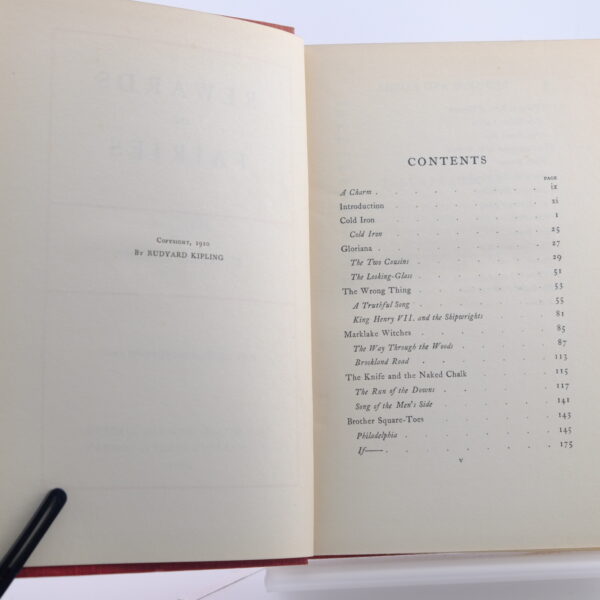 REWARDS
FAIRIES
Copyright, 1910
By RUDYARD KIPLING
CONTENTS
PAGE
A Charm . . . . . . . . ix
Introduction . . . . . . . xi
Cold Iron . . . . . . . . 1
Cold Iron . . . . . . . 25
Gloriana . . . . . . . . 27
The Two Cousins . . . . . . 29
The Looking-Glass . . . . . . 51
The Wrong Thing . . . . . . 53
A Truthful Song . . . . . . 55
King Henry VII. and the Shipwrights . . 81
Marklake Witches . . . . . . 85
The Way Through the Woods . . . . 87
Brookland Road . . . . . . 113
The Knife and the Naked Chalk . . . . 115
The Run of the Downs . . . . . 117
Song of the Men's Side . . . . . 141
Brother Square-Toes . . . . . . 143
Philadelphia . . . . . . . 145
If—— . . . . . . . . 175
v